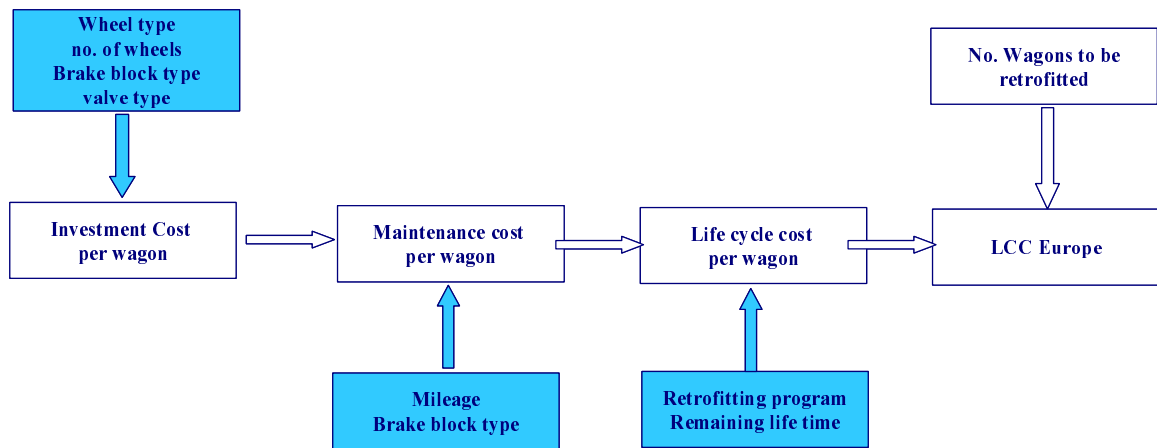 Wheel type
no. of wheels
Brake block type
valve type
No. Wagons to be
retrofitted
Investment Cost
per wagon
Maintenance cost
per wagon
Life cycle cost
per wagon
LCC Europe
Mileage
Brake block type
Retrofitting program
Remaining life time